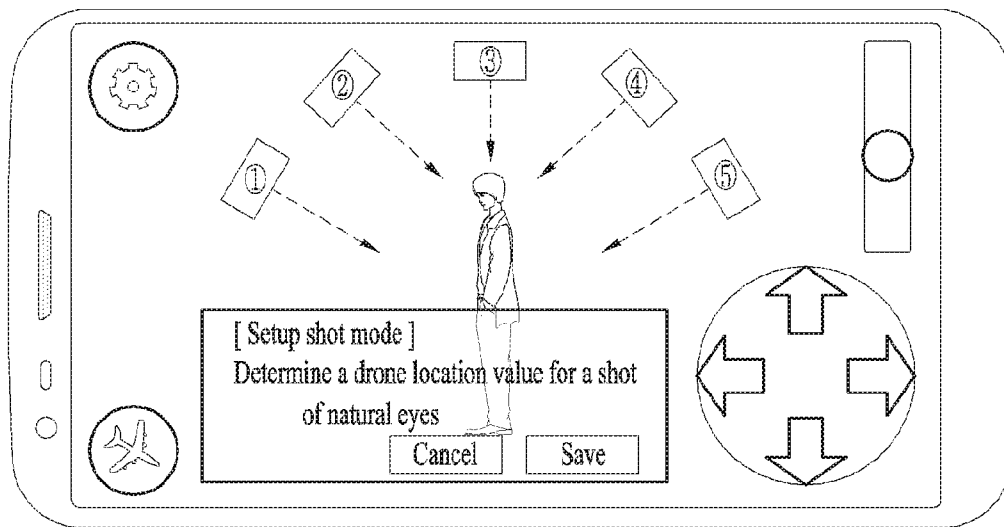 ①
②
③
④
⑤
[ Setup shot mode ]
Determine a drone location value for a shot
of natural eyes
Cancel Save